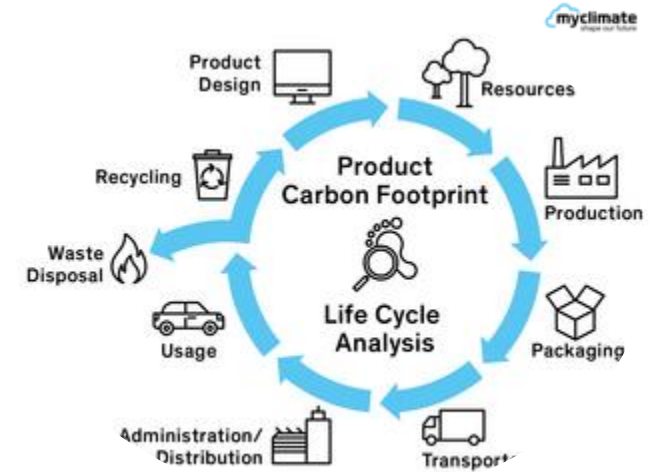 myclimate
shape our future
Product
Design
Resources
Recycling
Product
Carbon Footprint
Production
Waste
Disposal
Life Cycle
Analysis
Usage
Packaging
Administration/
Distribution
Transport